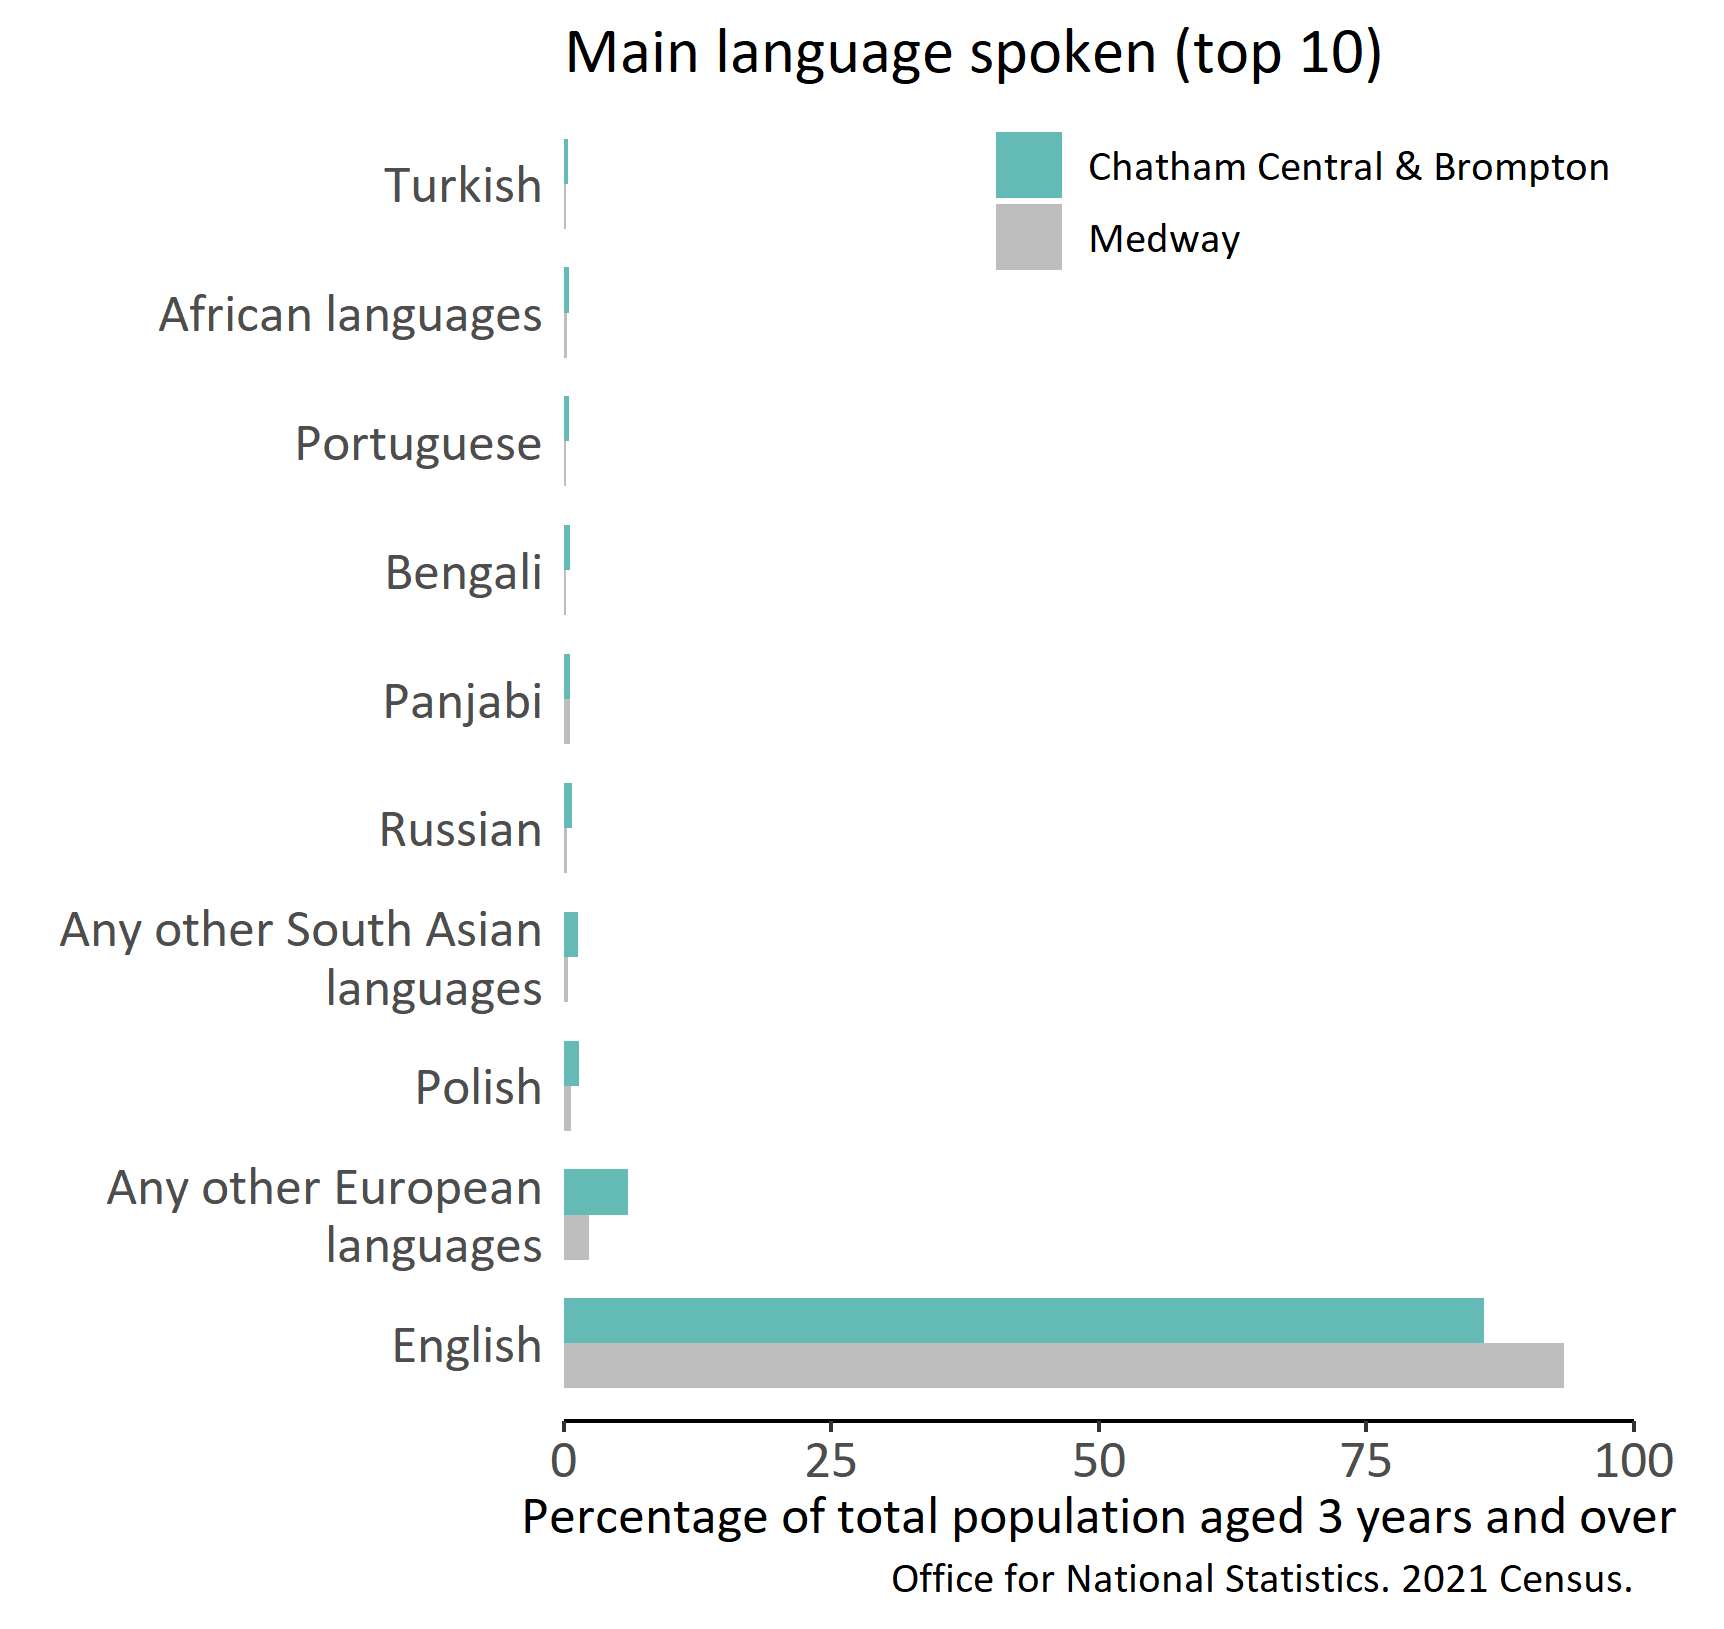 Main language spoken (top 10)
Chatham Central & Brompton
Medway
Turkish
African languages
Portuguese
Bengali
Panjabi
Russian
Any other South Asian
languages
Polish
Any other European
languages
English
0 25 50 75 100
Percentage of total population aged 3 years and over
Office for National Statistics. 2021 Census.